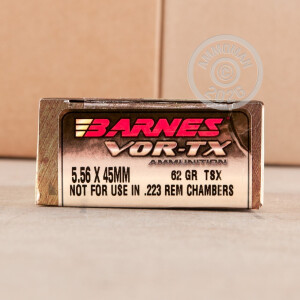 BARNES
VOR-TX
AMMUNITION
5.56 X 45MM 62 GR TSX
NOT FOR USE IN .223 REM CHAMBERS